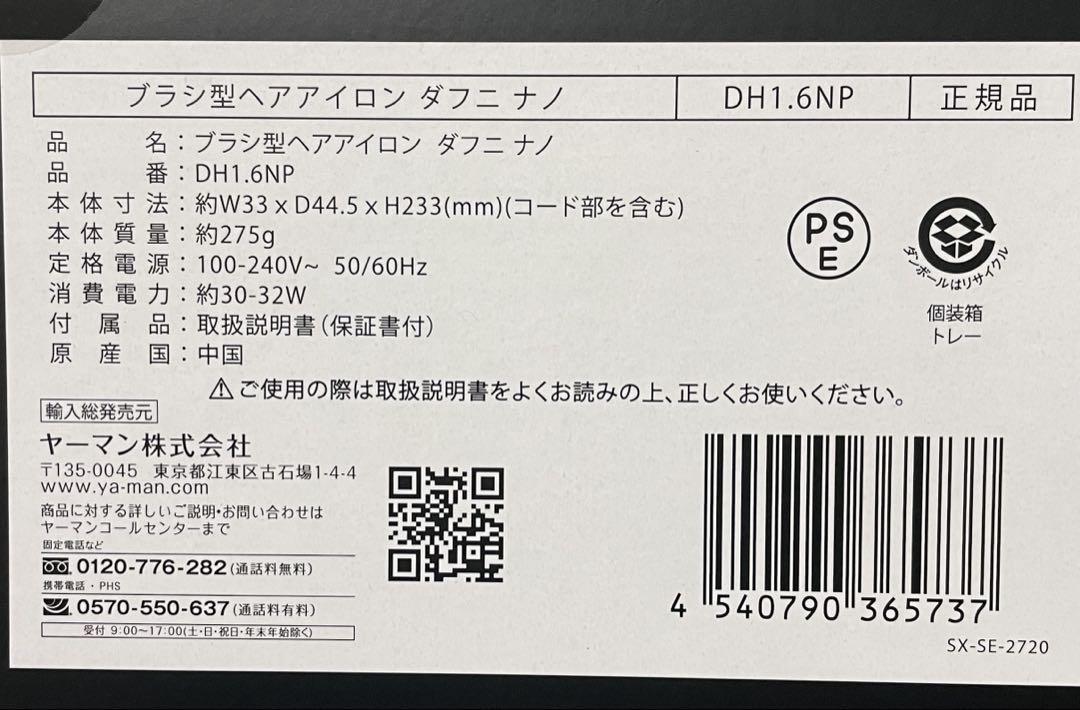 ブラシ型ヘアアイロン ダフニ ナノ DH1.6NP 正規品
品名：ブラシ型ヘアアイロン ダフニ ナノ
品番：DH1.6NP
本体寸法：約W33 x D44.5 x H233(mm)(コード部を含む)
本体質量：約275g
定格電源：100-240V~ 50/60Hz
消費電力：約30-32W
付属品：取扱説明書(保証書付)
原産国：中国
PSE
ダンボールはリサイクル
個装箱
トレー
⚠ご使用の際は取扱説明書をよくお読みの上、正しくお使いください。
輸入総発売元
ヤーマン株式会社
〒135-0045 東京都江東区古石場1-4-4
www.ya-man.com
商品に対する詳しいご説明・お問い合わせは
ヤーマンコールセンターまで
固定電話など
0120-776-282(通話料無料)
携帯電話・PHS
0570-550-637(通話料有料)
受付 9:00~17:00(土・日・祝日・年末年始除く)
4 540790 365737
SX-SE-2720